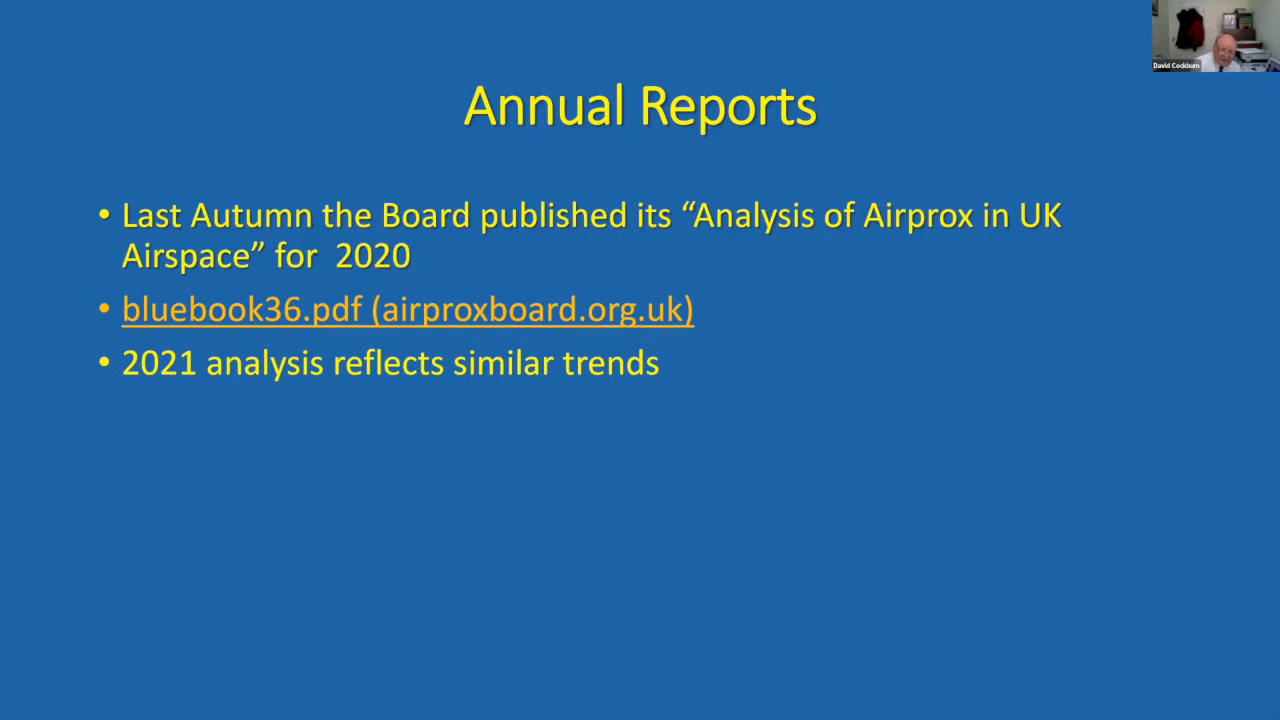 David Cockburn
Annual Reports
• Last Autumn the Board published its “Analysis of Airprox in UK
Airspace” for  2020
• bluebook36.pdf (airproxboard.org.uk)
• 2021 analysis reflects similar trends